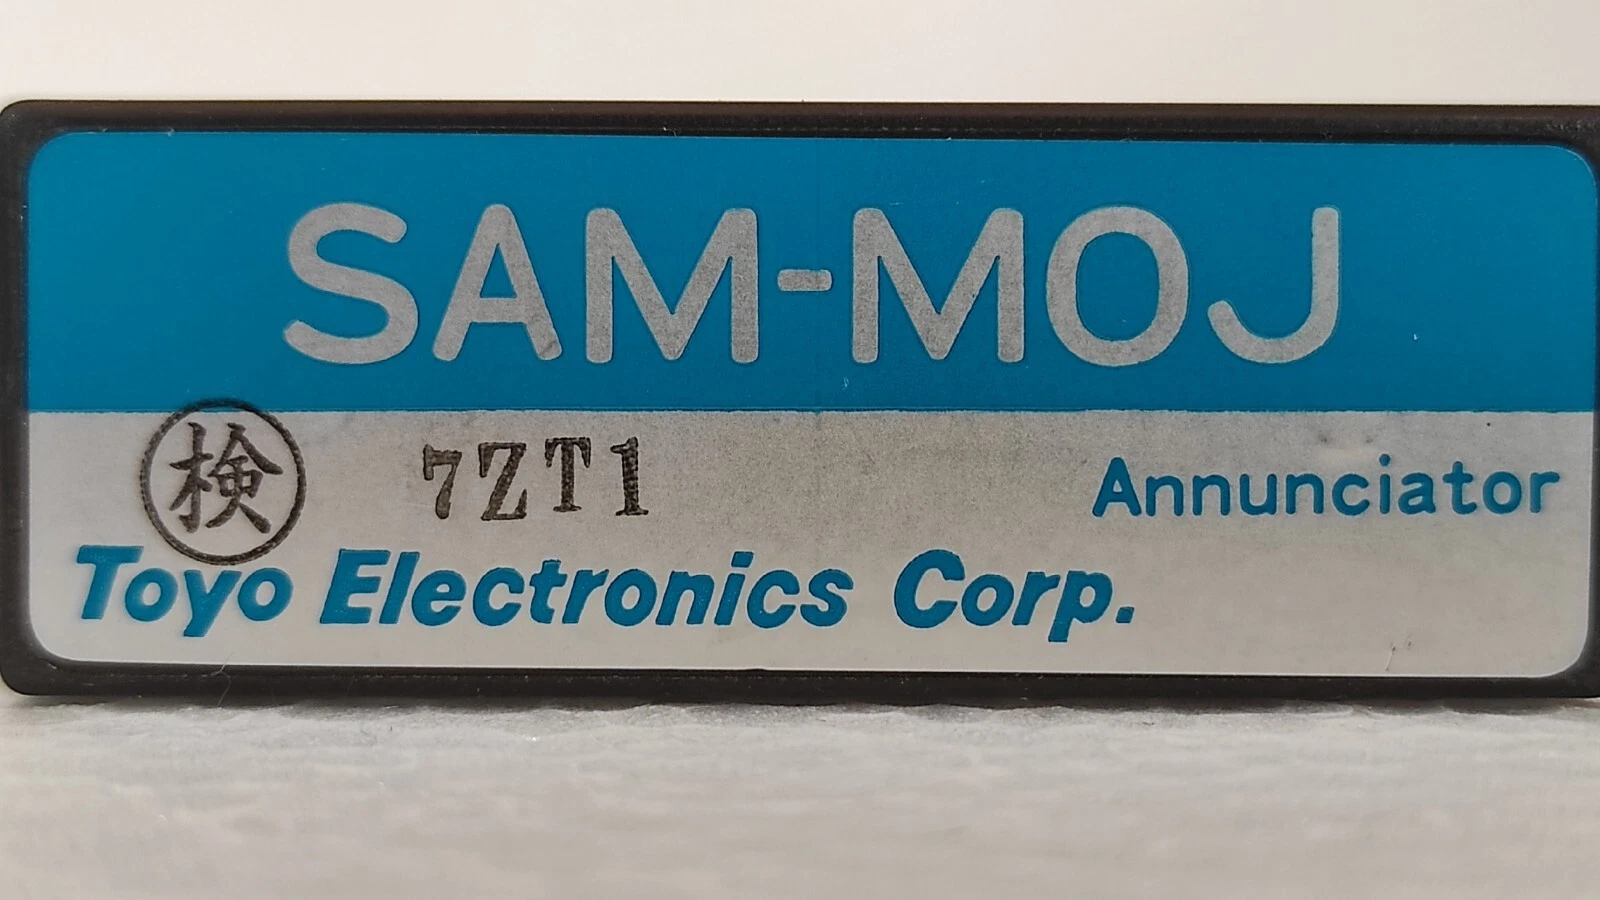 SAM-MOJ
検 7ZT1 Annunciator
Toyo Electronics Corp.